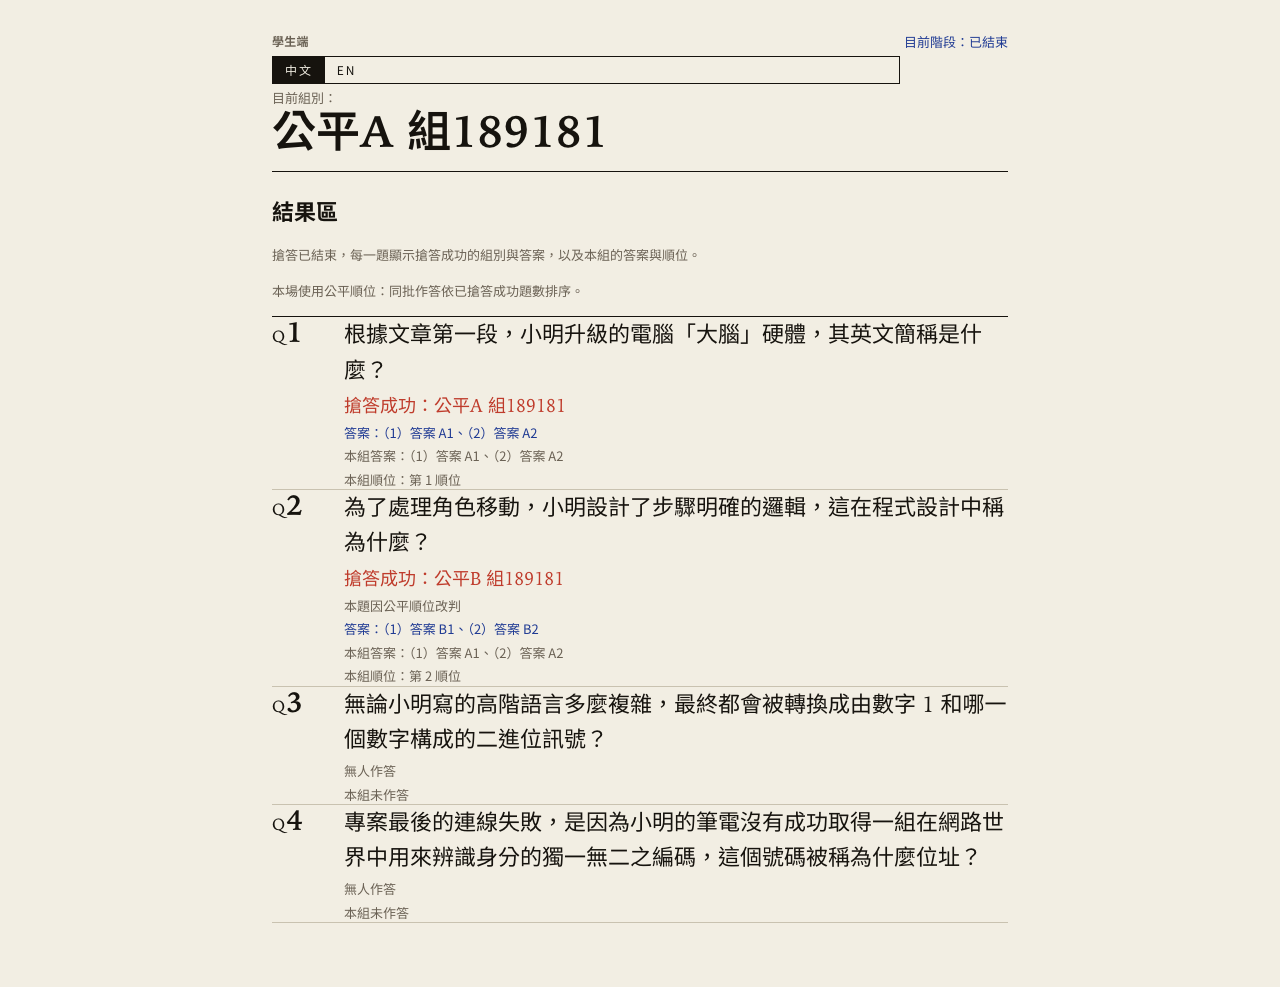 學生端
目前階段：已結束
中文 EN
目前組別：
公平A 組189181
結果區
搶答已結束，每一題顯示搶答成功的組別與答案，以及本組的答案與順位。
本場使用公平順位：同批作答依已搶答成功題數排序。
Q1 根據文章第一段，小明升級的電腦「大腦」硬體，其英文簡稱是什
麼？
搶答成功：公平A 組189181
答案：（1）答案 A1、（2）答案 A2
本組答案：（1）答案 A1、（2）答案 A2
本組順位：第 1 順位
Q2 為了處理角色移動，小明設計了步驟明確的邏輯，這在程式設計中稱
為什麼？
搶答成功：公平B 組189181
本題因公平順位改判
答案：（1）答案 B1、（2）答案 B2
本組答案：（1）答案 A1、（2）答案 A2
本組順位：第 2 順位
Q3 無論小明寫的高階語言多麼複雜，最終都會被轉換成由數字 1 和哪一
個數字構成的二進位訊號？
無人作答
本組未作答
Q4 專案最後的連線失敗，是因為小明的筆電沒有成功取得一組在網路世
界中用來辨識身分的獨一無二之編碼，這個號碼被稱為什麼位址？
無人作答
本組未作答